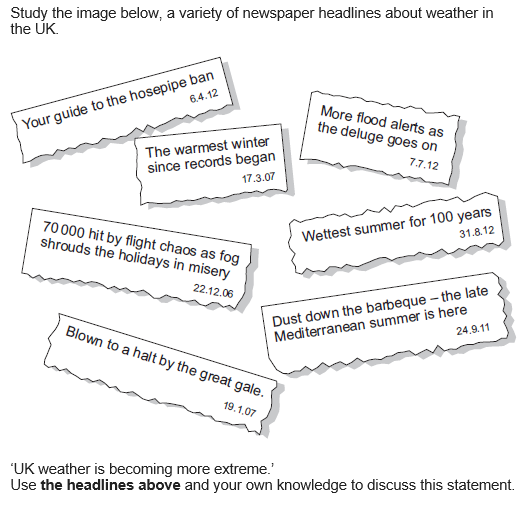 Study the image below, a variety of newspaper headlines about weather in
the UK.
Your guide to the hosepipe ban
6.4.12
The warmest winter
since records began
17.3.07
More flood alerts as
the deluge goes on
7.7.12
70 000 hit by flight chaos as fog
shrouds the holidays in misery
22.12.06
Wettest summer for 100 years
31.8.12
Dust down the barbeque – the late
Mediterranean summer is here
24.9.11
Blown to a halt by the great gale.
19.1.07
‘UK weather is becoming more extreme.’
Use the headlines above and your own knowledge to discuss this statement.